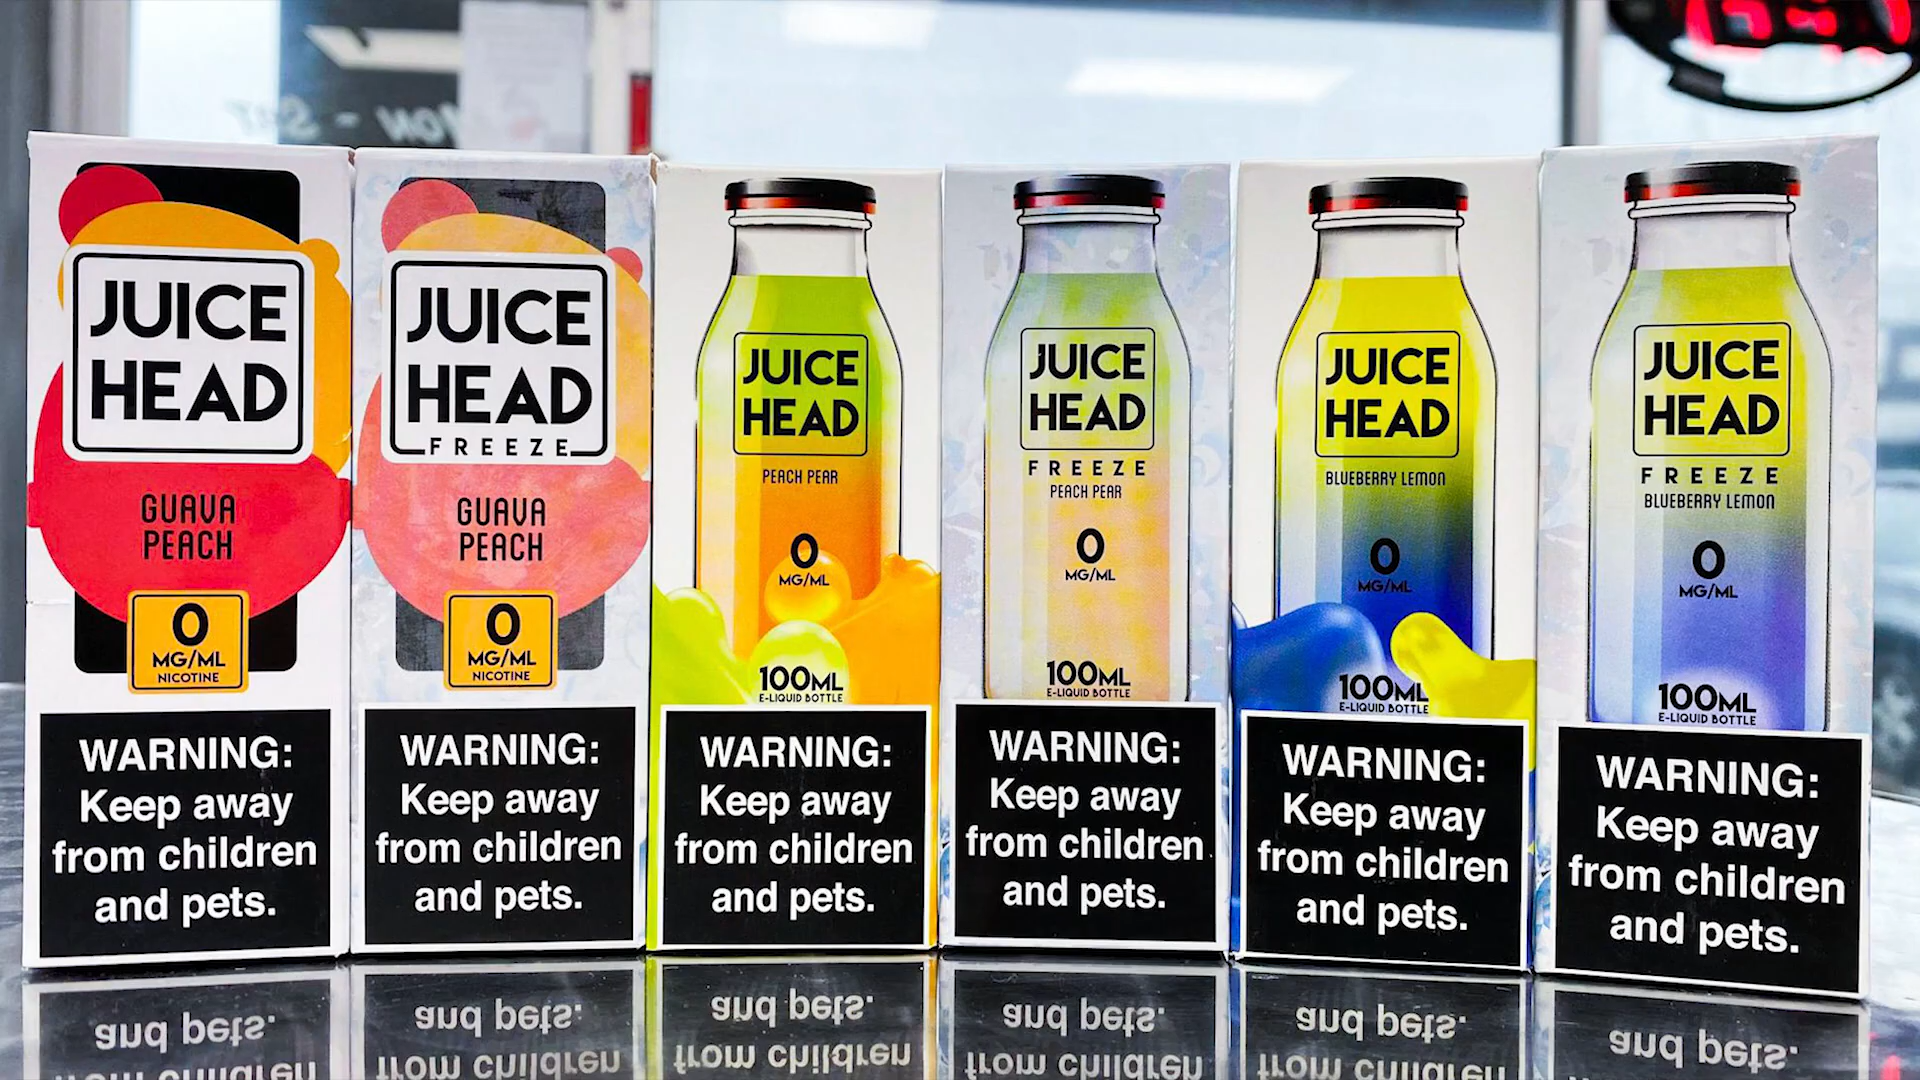 JUICE
HEAD
GUAVA
PEACH
0
MG/ML
NICOTINE
WARNING:
Keep away
from children
and pets.
JUICE
HEAD
FREEZE
GUAVA
PEACH
0
MG/ML
NICOTINE
WARNING:
Keep away
from children
and pets.
JUICE
HEAD
PEACH PEAR
0
MG/ML
100ML
E-LIQUID BOTTLE
WARNING:
Keep away
from children
and pets.
JUICE
HEAD
FREEZE
PEACH PEAR
0
MG/ML
100ML
E-LIQUID BOTTLE
WARNING:
Keep away
from children
and pets.
JUICE
HEAD
BLUEBERRY LEMON
0
MG/ML
100ML
E-LIQUID BOTTLE
WARNING:
Keep away
from children
and pets.
JUICE
HEAD
FREEZE
BLUEBERRY LEMON
0
MG/ML
100ML
E-LIQUID BOTTLE
WARNING:
Keep away
from children
and pets.